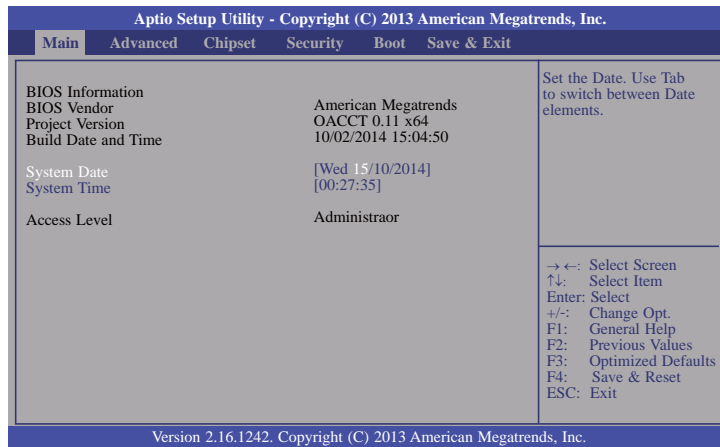 Aptio Setup Utility - Copyright (C) 2013 American Megatrends, Inc.
Main Advanced Chipset Security Boot Save & Exit
BIOS Information
BIOS Vendor American Megatrends
Project Version OACCT 0.11 x64
Build Date and Time 10/02/2014 15:04:50
System Date [Wed 15/10/2014]
System Time [00:27:35]
Access Level Administraor
Set the Date. Use Tab
to switch between Date
elements.
→←: Select Screen
↑↓: Select Item
Enter: Select
+/-: Change Opt.
F1: General Help
F2: Previous Values
F3: Optimized Defaults
F4: Save & Reset
ESC: Exit
Version 2.16.1242. Copyright (C) 2013 American Megatrends, Inc.